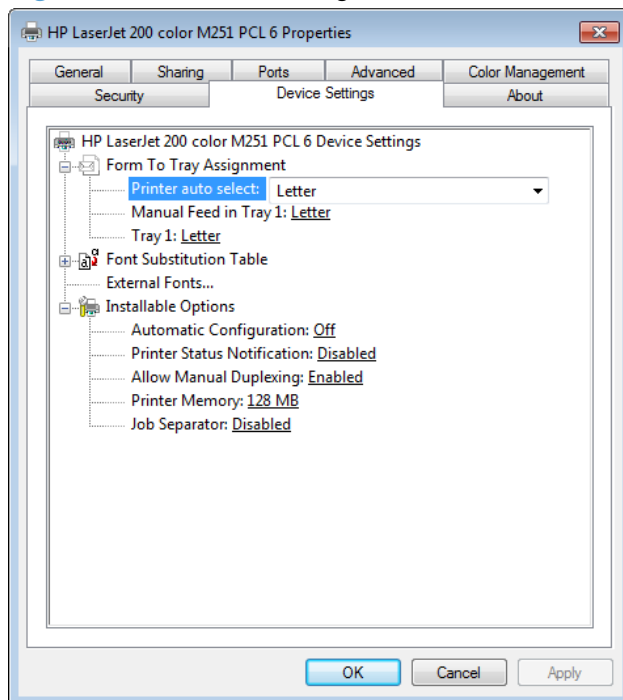 HP LaserJet 200 color M251 PCL 6 Properties
General Sharing Ports Advanced Color Management
Security Device Settings About
HP LaserJet 200 color M251 PCL 6 Device Settings
Form To Tray Assignment
Printer auto select: Letter
Manual Feed in Tray 1: Letter
Tray 1: Letter
Font Substitution Table
External Fonts...
Installable Options
Automatic Configuration: Off
Printer Status Notification: Disabled
Allow Manual Duplexing: Enabled
Printer Memory: 128 MB
Job Separator: Disabled
OK Cancel Apply